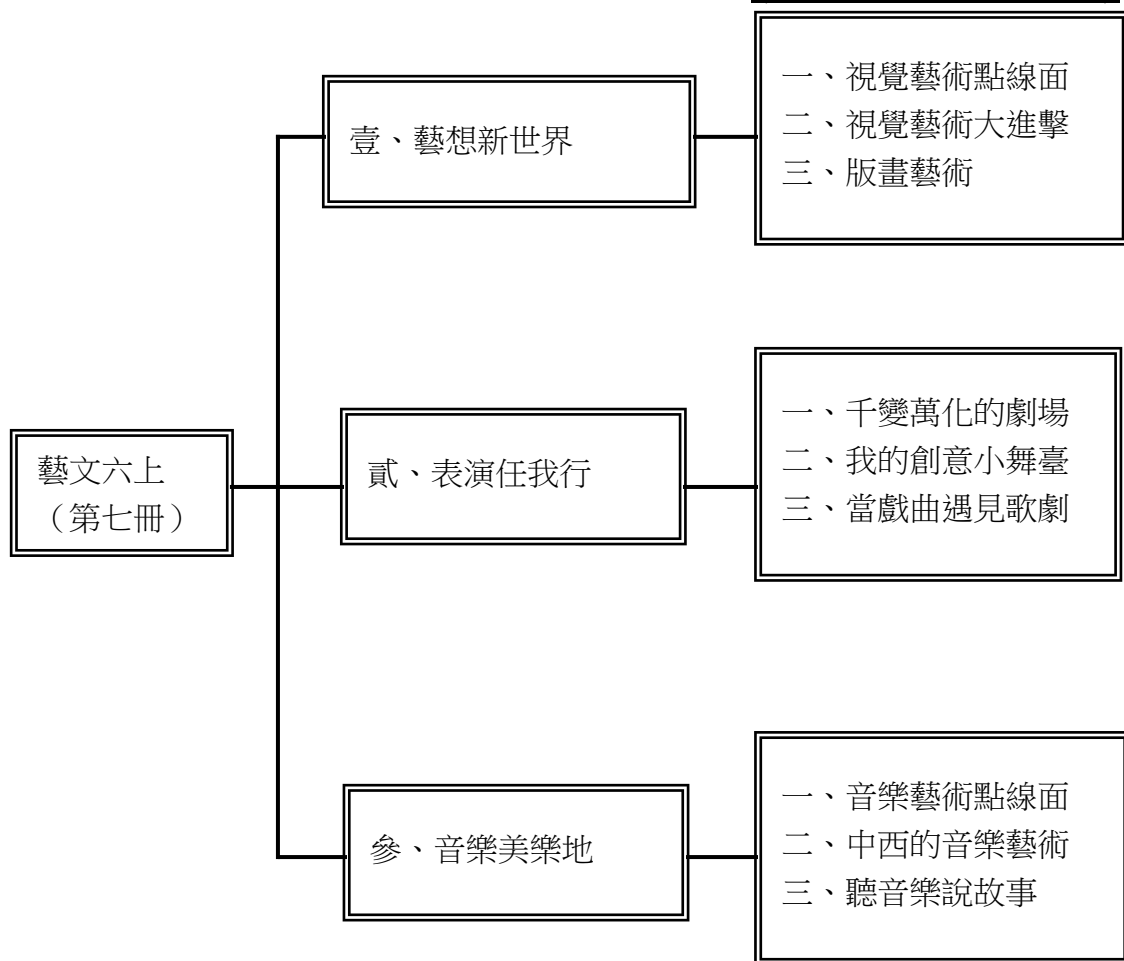 藝文六上
（第七冊）
壹、藝想新世界
一、視覺藝術點線面
二、視覺藝術大進擊
三、版畫藝術
貳、表演任我行
一、千變萬化的劇場
二、我的創意小舞臺
三、當戲曲遇見歌劇
參、音樂美樂地
一、音樂藝術點線面
二、中西的音樂藝術
三、聽音樂說故事